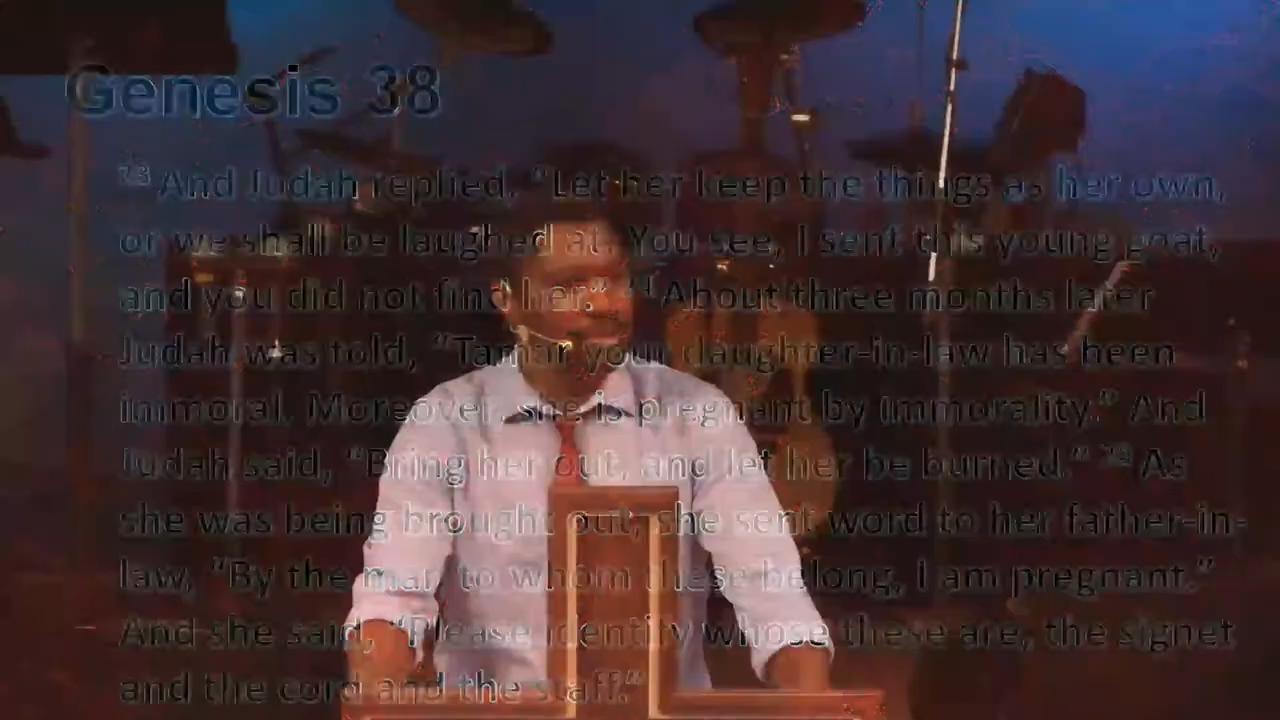 Genesis 38
23 And Judah replied, “Let her keep the things as her own,
or we shall be laughed at. You see, I sent this young goat,
and you did not find her.” 24 About three months later
Judah was told, “Tamar your daughter-in-law has been
immoral. Moreover, she is pregnant by immorality.” And
Judah said, “Bring her out, and let her be burned.” 25 As
she was being brought out, she sent word to her father-in-
law, “By the man to whom these belong, I am pregnant.”
And she said, “Please identify whose these are, the signet
and the cord and the staff.”